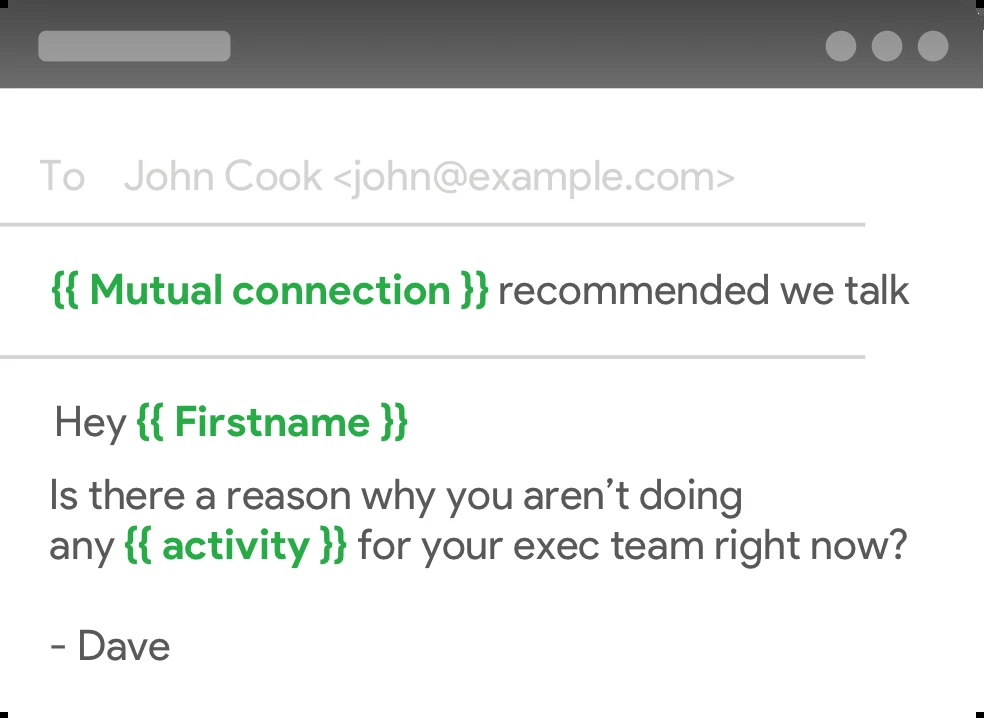 To John Cook <john@example.com>
{{ Mutual connection }} recommended we talk
Hey {{ Firstname }}
Is there a reason why you aren’t doing
any {{ activity }} for your exec team right now?
- Dave